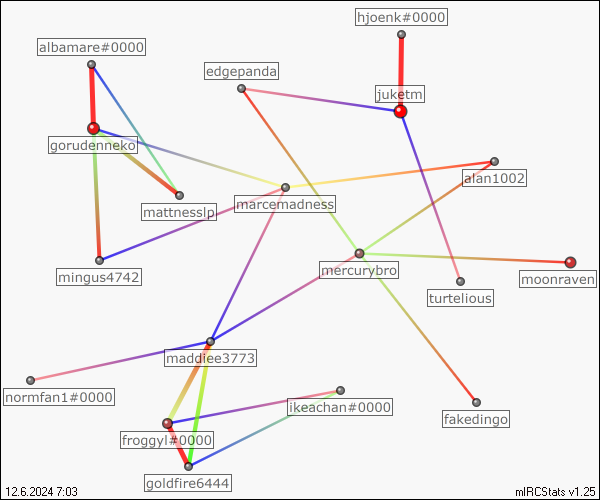 hjoenk#0000
albamare#0000
edgepanda
juketm
gorudenneko
alan1002
marcemadness
mattnesslp
mercurybro
mingus4742
moonraven
turtelious
maddiee3773
normfan1#0000
ikeachan#0000
fakedingo
froggyl#0000
goldfire6444
12.6.2024 7:03
mIRCStats v1.25